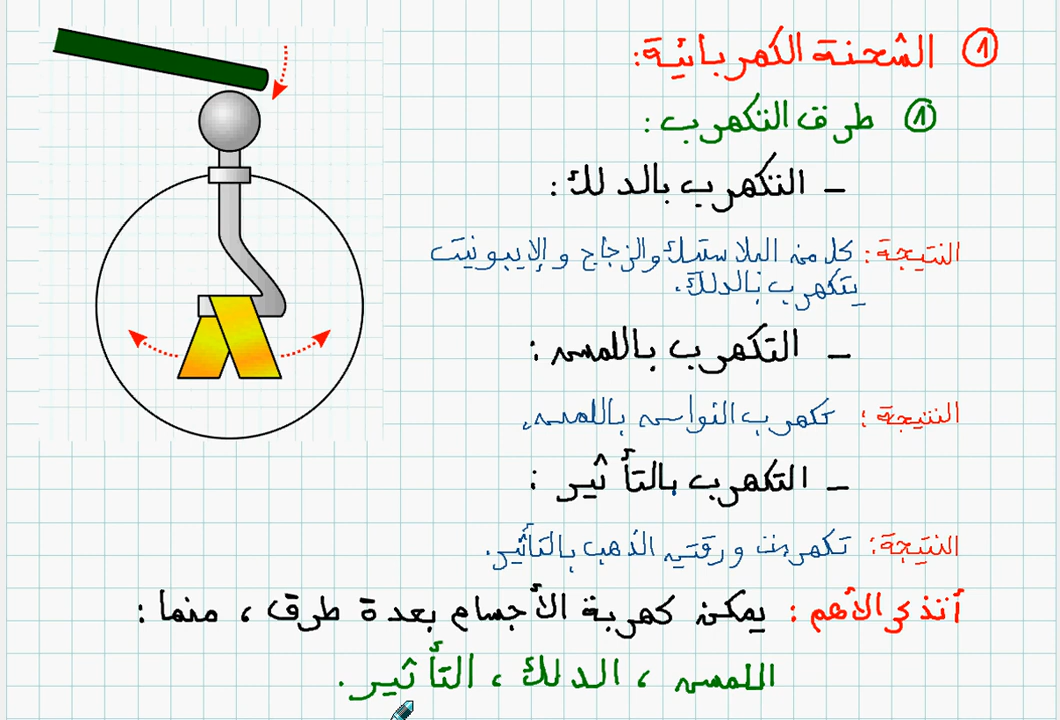 ① الشحنة الكهربائية:
① طرق التكهرب:
- التكهرب بالدلك:
النتيجة: كل من البلاستيك والزجاج والإيبونيت
يتكهرب بالدلك.
- التكهرب باللمس:
النتيجة: تكهرب النواس باللمس.
- التكهرب بالتأثير:
النتيجة: تكهربت ورقتي الذهب بالتأثير.
أتذكر الأهم: يمكن كهربة الأجسام بعدة طرق، منها:
اللمس، الدلك، التأثير.